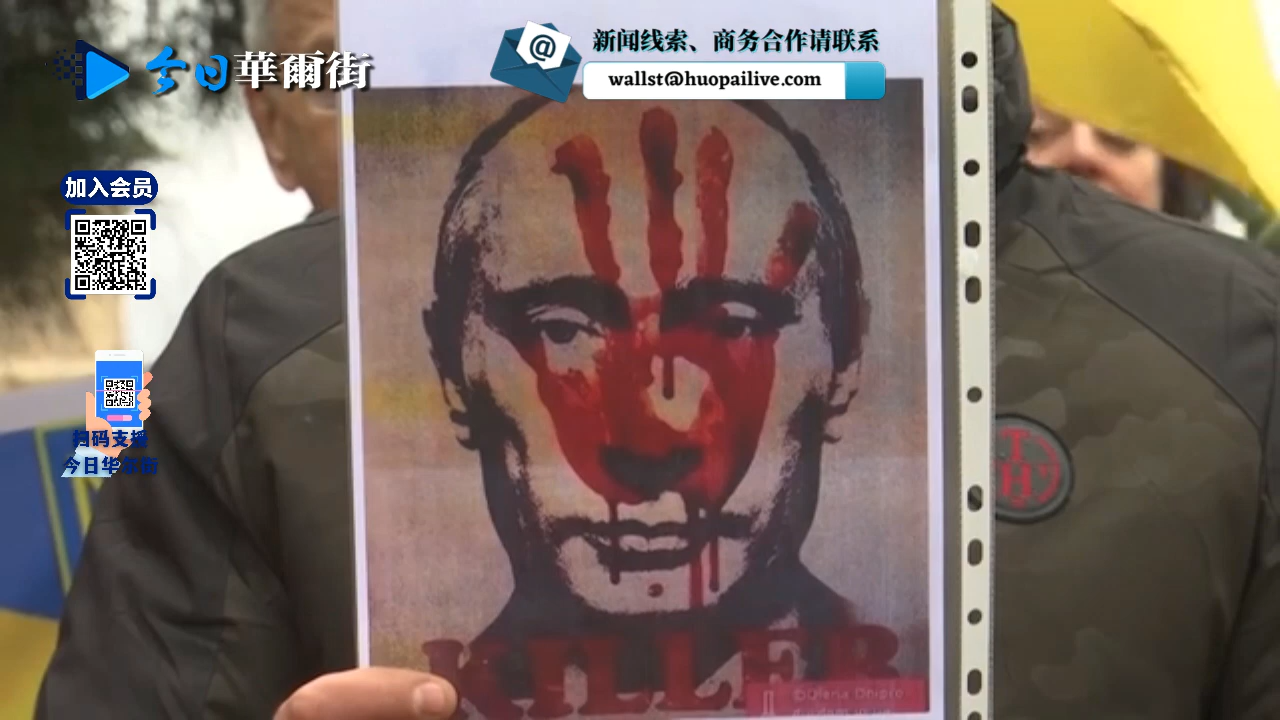 今日華爾街
新闻线索、商务合作请联系
wallst@huopailive.com
加入会员
扫码支援
今日华尔街
KILLER